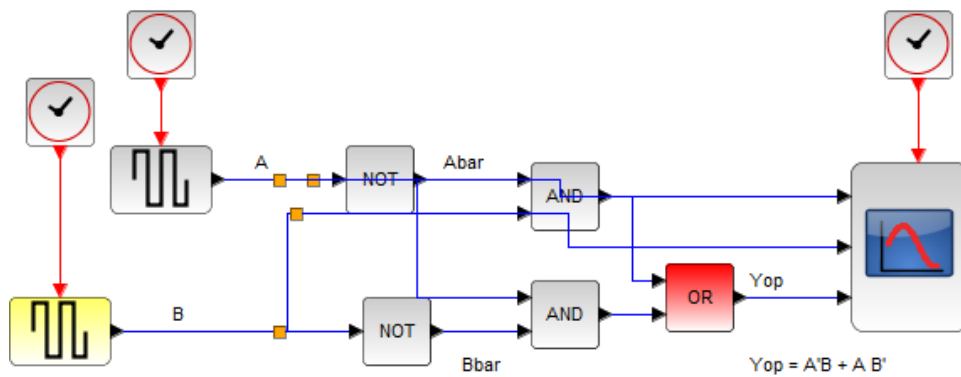 A
NOT
Abar
AND
B
NOT
Bbar
AND
OR
Yop
Yop = A'B + A B'